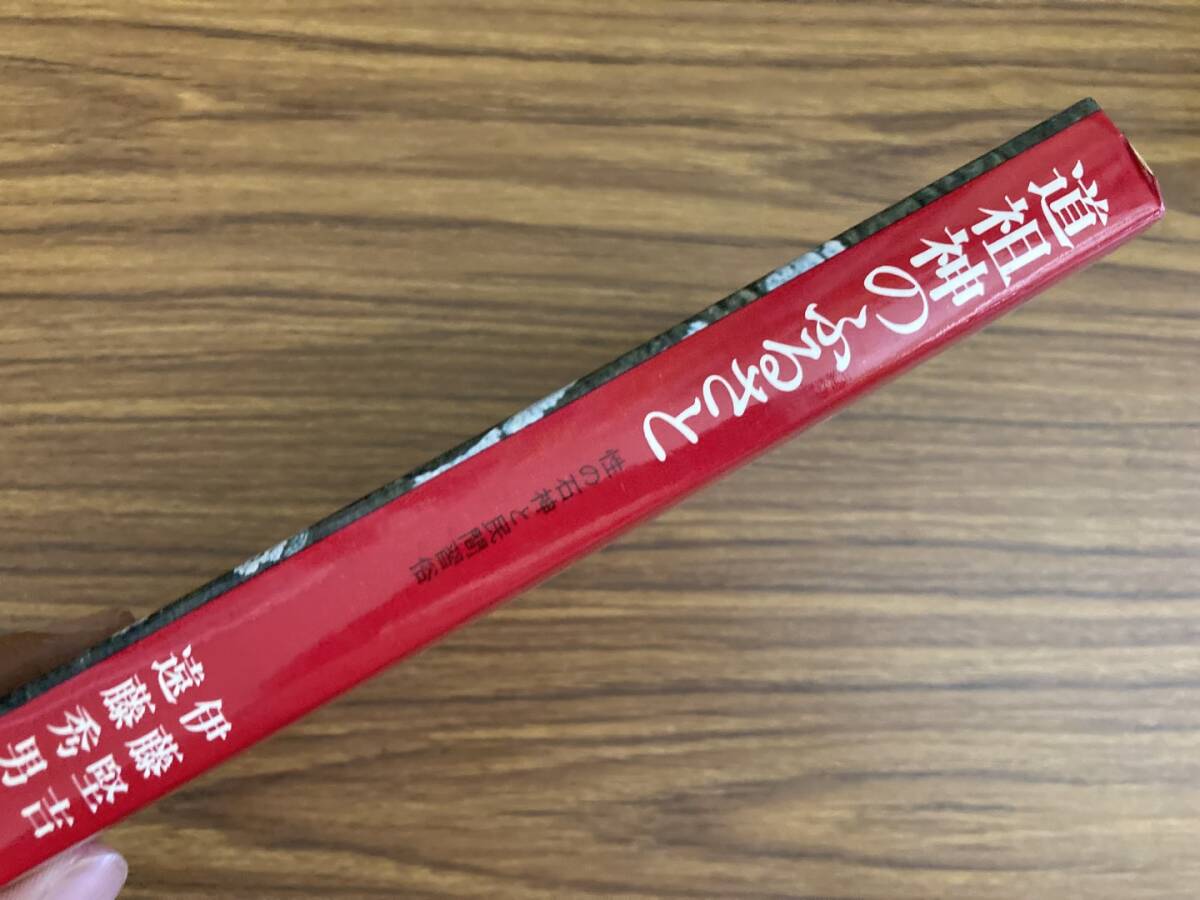 道祖神のふるさと
性の石神と民間習俗
伊藤堅吉
遠藤秀男